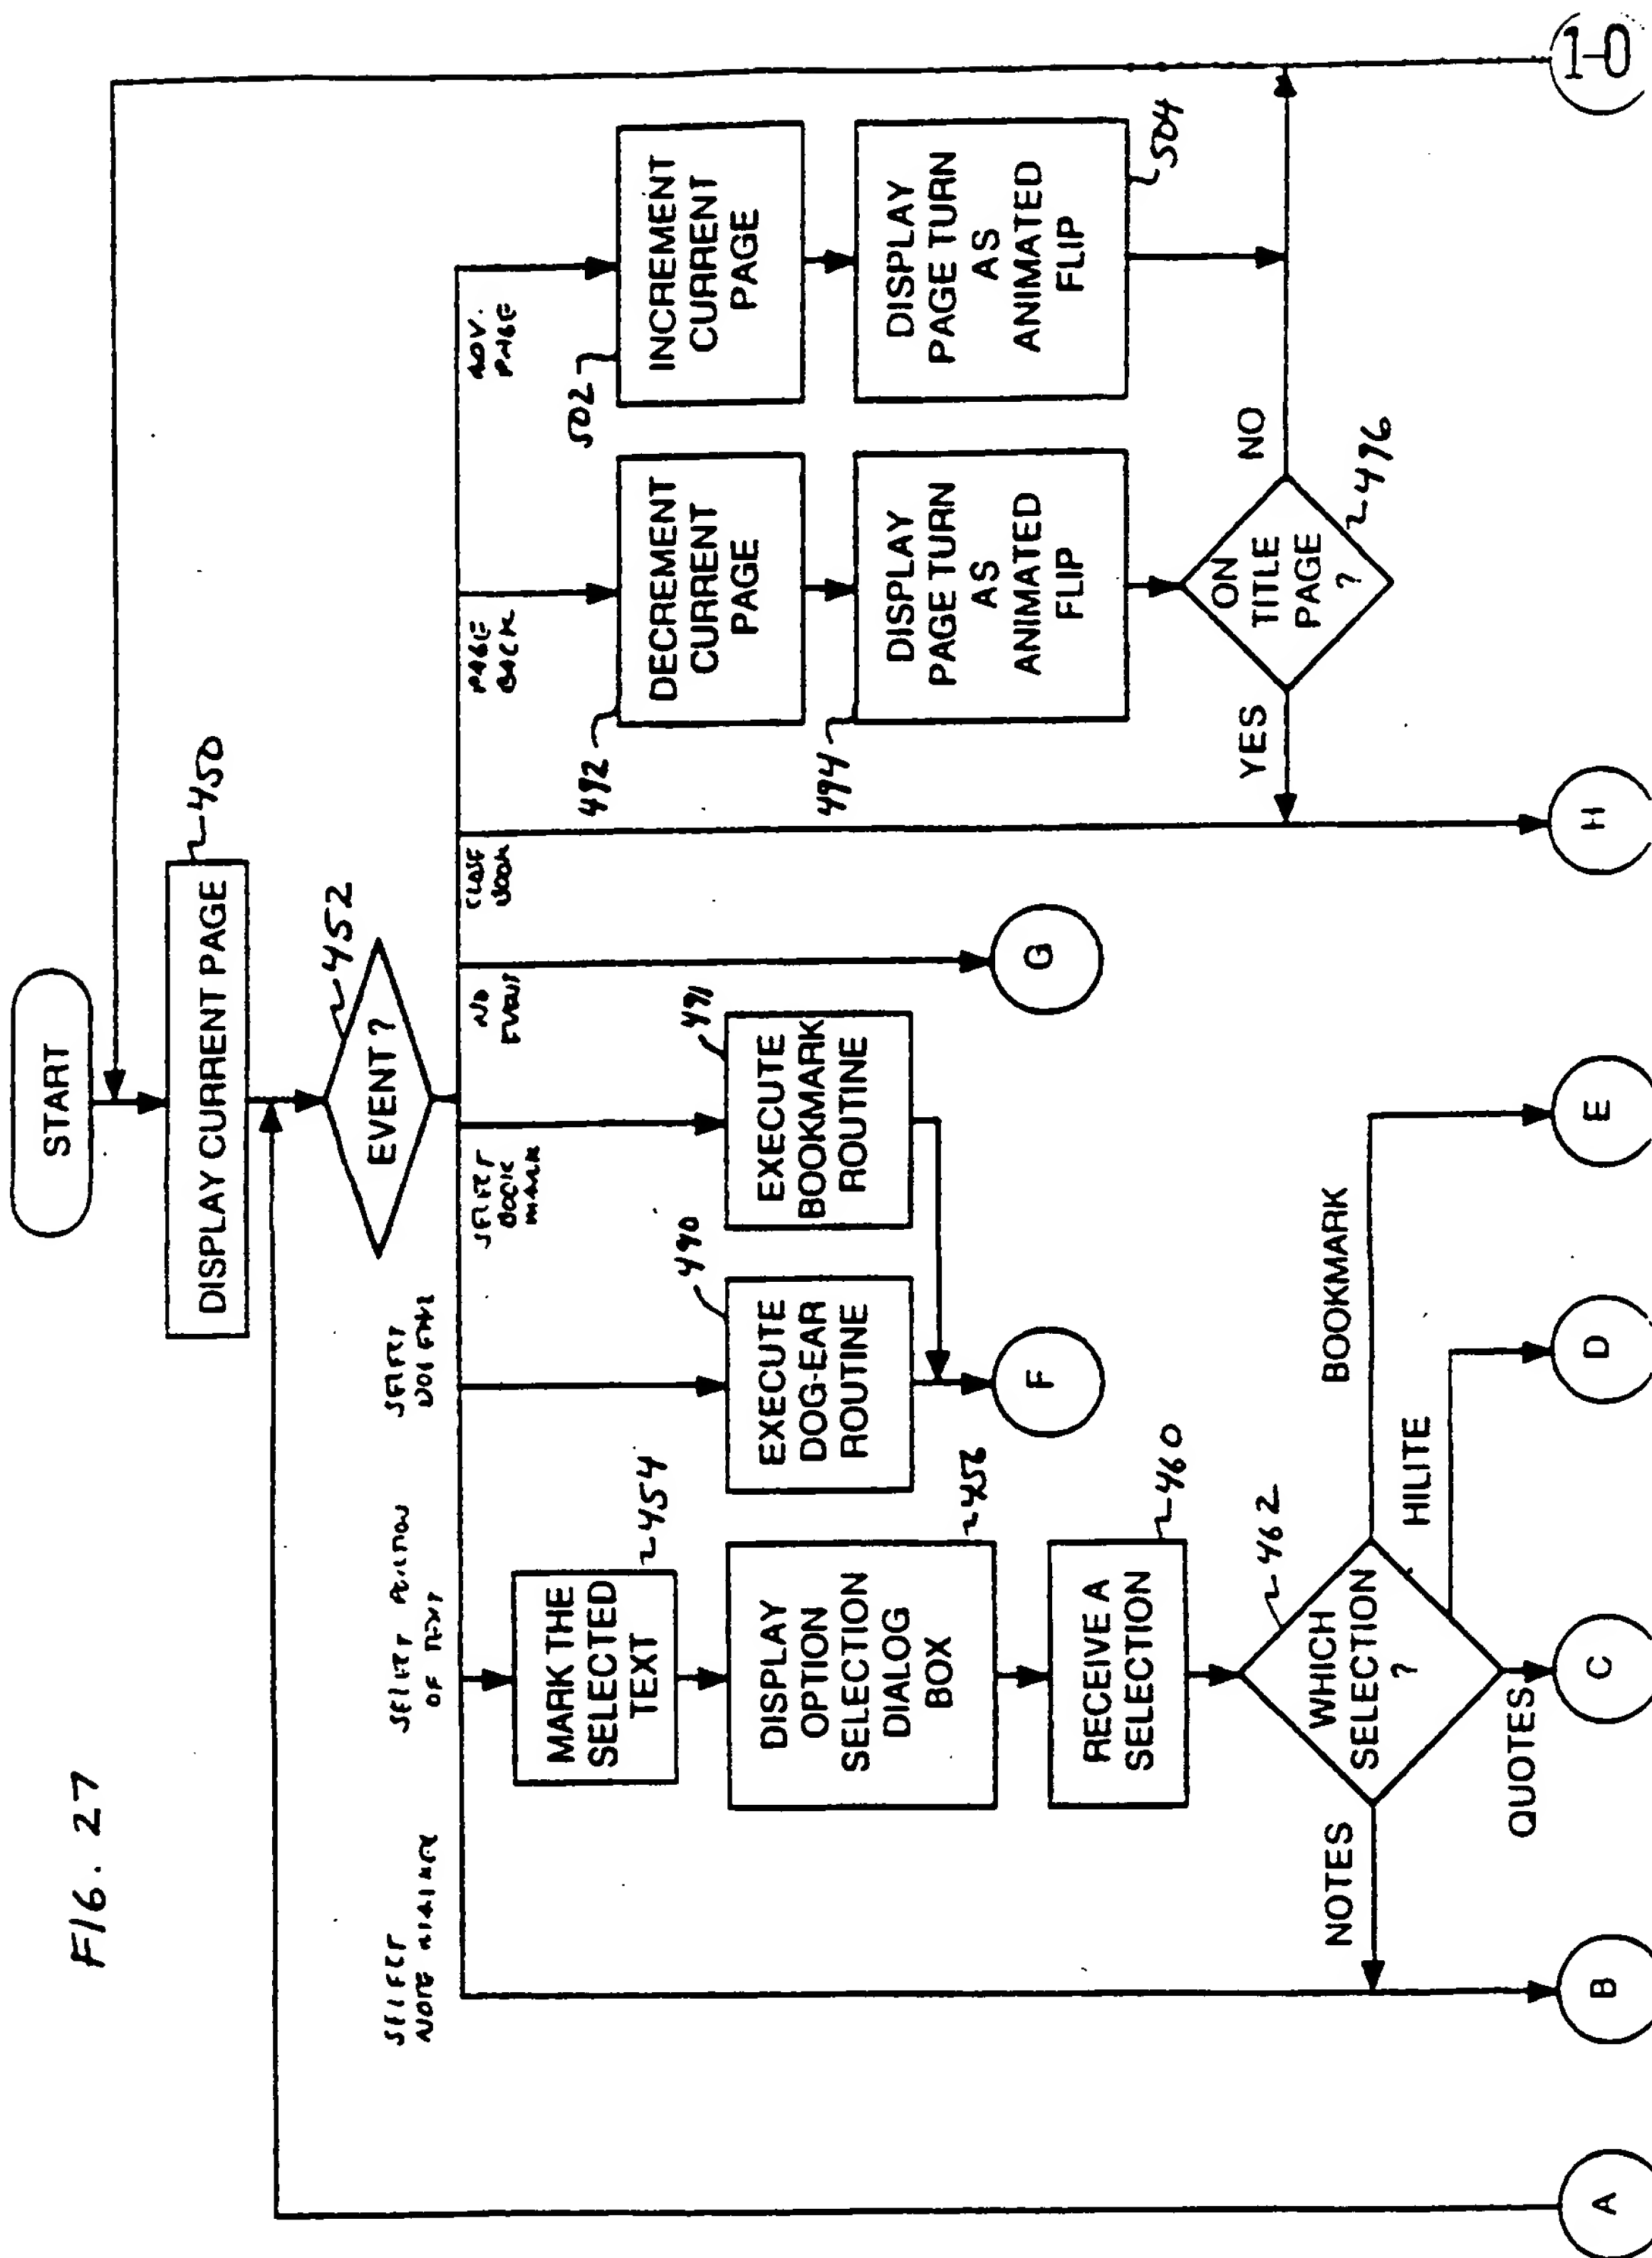 FIG. 27
START
DISPLAY CURRENT PAGE
450
EVENT ?
452
SELECT
NOTE MARKER
SELECT PORTION
OF TEXT
SELECT
DOG EAR
SELECT
BOOK
MARK
NO
EVENT
CLOSE
BOOK
PAGE
BACK
ADV.
PAGE
MARK THE
SELECTED
TEXT
454
DISPLAY
OPTION
SELECTION
DIALOG
BOX
456
RECEIVE A
SELECTION
460
WHICH
SELECTION
?
462
NOTES
QUOTES
HILITE
BOOKMARK
EXECUTE
DOG-EAR
ROUTINE
490
EXECUTE
BOOKMARK
ROUTINE
491
DECREMENT
CURRENT
PAGE
492
DISPLAY
PAGE TURN
AS
ANIMATED
FLIP
494
ON
TITLE
PAGE
?
496
YES
NO
INCREMENT
CURRENT
PAGE
502
DISPLAY
PAGE TURN
AS
ANIMATED
FLIP
504
F
G
A
B
C
D
E
H
1-0